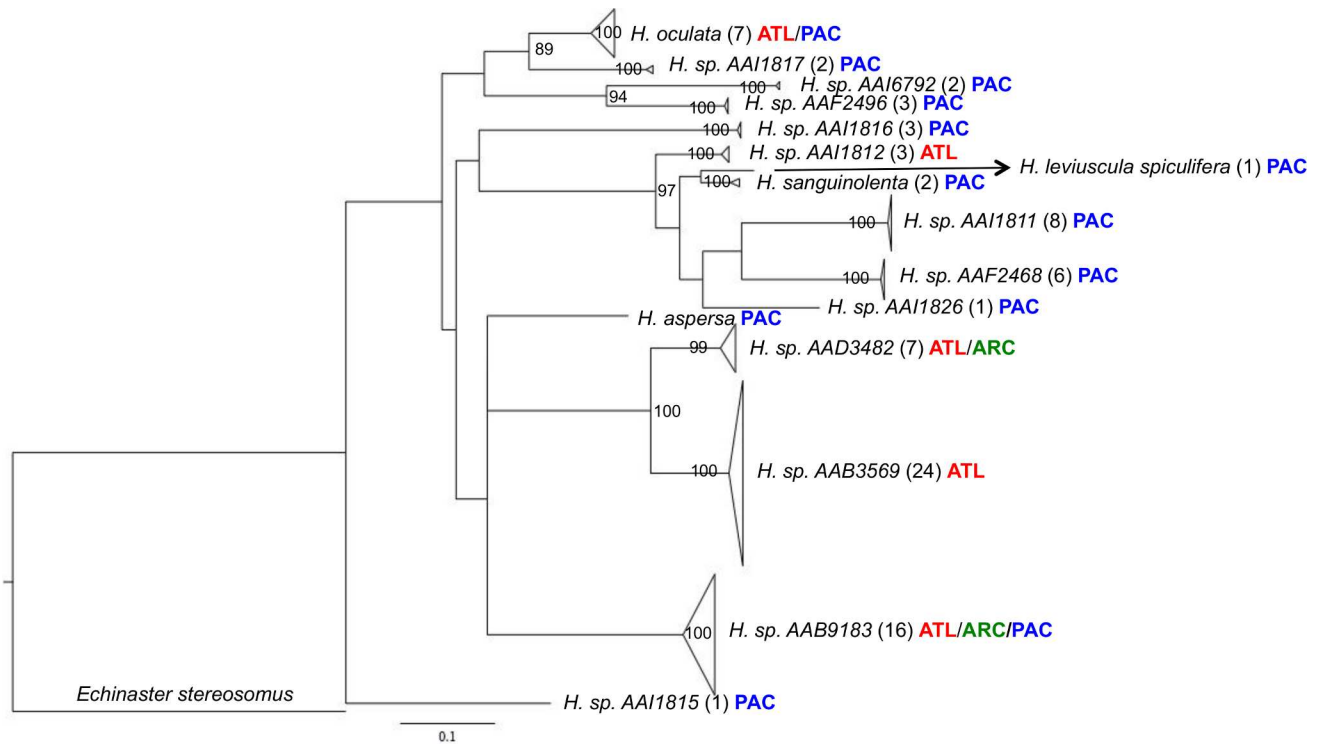 100 H. oculata (7) ATL/PAC
89
100 H. sp. AAI1817 (2) PAC
100 H. sp. AAI6792 (2) PAC
94
100 H. sp. AAF2496 (3) PAC
100 H. sp. AAI1816 (3) PAC
100 H. sp. AAI1812 (3) ATL
H. leviuscula spiculifera (1) PAC
97
100 H. sanguinolenta (2) PAC
100 H. sp. AAI1811 (8) PAC
100 H. sp. AAF2468 (6) PAC
H. sp. AAI1826 (1) PAC
H. aspersa PAC
99 H. sp. AAD3482 (7) ATL/ARC
100
100 H. sp. AAB3569 (24) ATL
100 H. sp. AAB9183 (16) ATL/ARC/PAC
Echinaster stereosomus
H. sp. AAI1815 (1) PAC
0.1